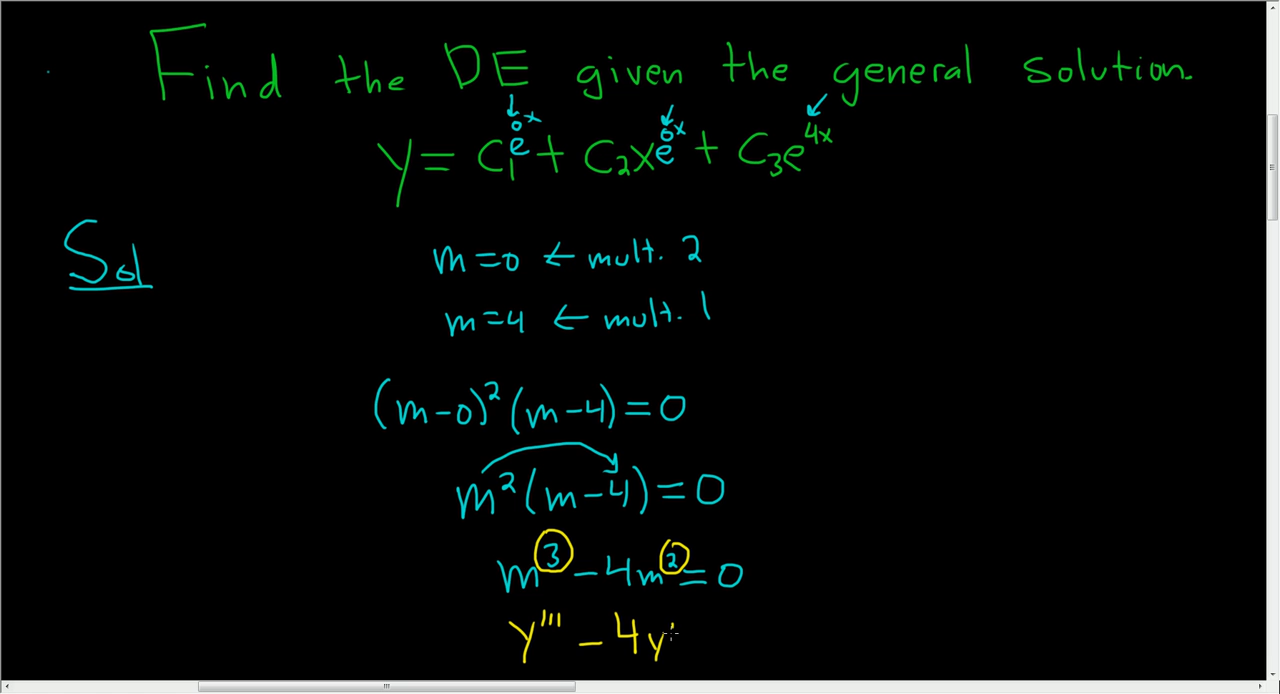 Find the DE given the general solution.
y = C₁e⁰ˣ + C₂xe⁰ˣ + C₃e⁴ˣ
Sol
m = 0 ← mult. 2
m = 4 ← mult. 1
(m - 0)² (m - 4) = 0
m² (m - 4) = 0
m³ - 4m² = 0
y''' - 4y'